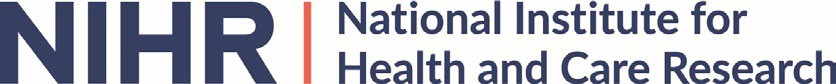 NIHR
National Institute for
Health and Care Research